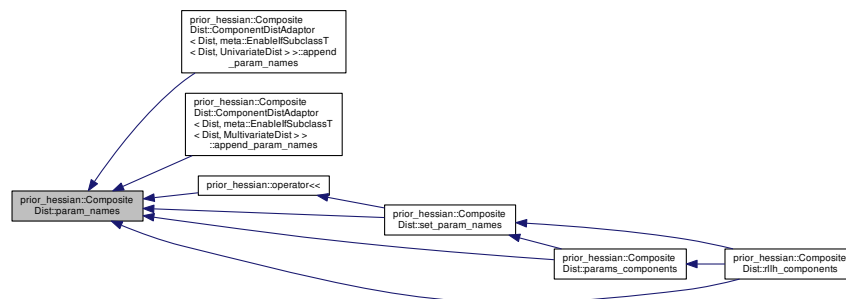 prior_hessian::Composite
Dist::ComponentDistAdaptor
< Dist, meta::EnableIfSubclassT
< Dist, UnivariateDist > >::append
_param_names
prior_hessian::Composite
Dist::ComponentDistAdaptor
< Dist, meta::EnableIfSubclassT
< Dist, MultivariateDist > >
::append_param_names
prior_hessian::operator<<
prior_hessian::Composite
Dist::param_names
prior_hessian::Composite
Dist::set_param_names
prior_hessian::Composite
Dist::params_components
prior_hessian::Composite
Dist::rllh_components